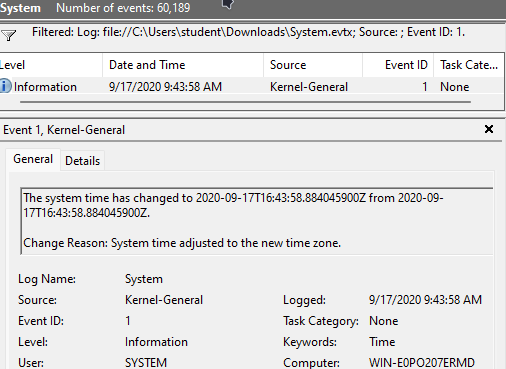 System Number of events: 60,189
Filtered: Log: file://C:\Users\student\Downloads\System.evtx; Source: ; Event ID: 1.
Level Date and Time Source Event ID Task Cate...
Information 9/17/2020 9:43:58 AM Kernel-General 1 None
Event 1, Kernel-General
General Details
The system time has changed to 2020-09-17T16:43:58.884045900Z from 2020-09-
17T16:43:58.884045900Z.
Change Reason: System time adjusted to the new time zone.
Log Name: System
Source: Kernel-General Logged: 9/17/2020 9:43:58 AM
Event ID: 1 Task Category: None
Level: Information Keywords: Time
User: SYSTEM Computer: WIN-E0PO207ERMD